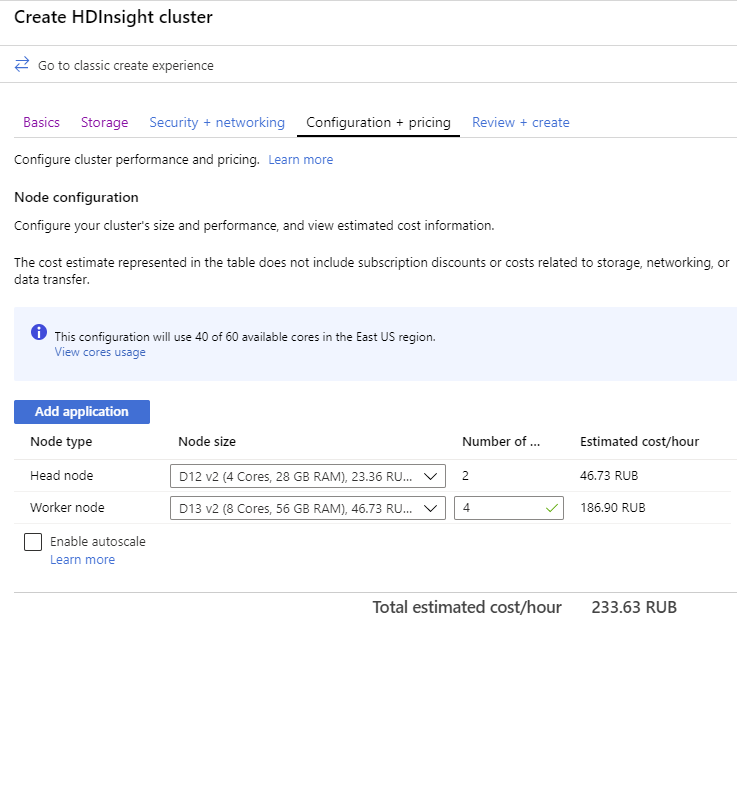 Create HDInsight cluster
Go to classic create experience
Basics Storage Security + networking Configuration + pricing Review + create
Configure cluster performance and pricing. Learn more
Node configuration
Configure your cluster's size and performance, and view estimated cost information.
The cost estimate represented in the table does not include subscription discounts or costs related to storage, networking, or
data transfer.
This configuration will use 40 of 60 available cores in the East US region.
View cores usage
Add application
Node type Node size Number of ... Estimated cost/hour
Head node D12 v2 (4 Cores, 28 GB RAM), 23.36 RU... 2 46.73 RUB
Worker node D13 v2 (8 Cores, 56 GB RAM), 46.73 RU... 4 186.90 RUB
Enable autoscale
Learn more
Total estimated cost/hour 233.63 RUB